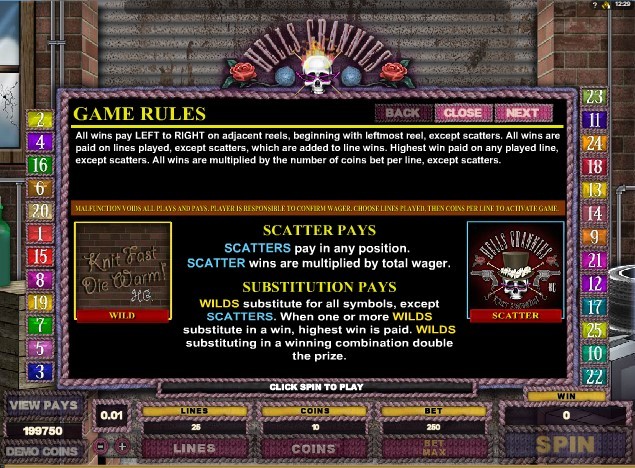 ? 12:29
HELLS GRANNIES
GAME RULES
BACK CLOSE NEXT
All wins pay LEFT to RIGHT on adjacent reels, beginning with leftmost reel, except scatters. All wins are
paid on lines played, except scatters, which are added to line wins. Highest win paid on any played line,
except scatters. All wins are multiplied by the number of coins bet per line, except scatters.
MALFUNCTION VOIDS ALL PLAYS AND PAYS. PLAYER IS RESPONSIBLE TO CONFIRM WAGER. CHOOSE LINES PLAYED, THEN COINS PER LINE TO ACTIVATE GAME.
Knit Fast
Die Warm!
HG
WILD
SCATTER PAYS
SCATTERS pay in any position.
SCATTER wins are multiplied by total wager.
SUBSTITUTION PAYS
WILDS substitute for all symbols, except
SCATTERS. When one or more WILDS
substitute in a win, highest win is paid. WILDS
substituting in a winning combination double
the prize.
HELLS GRANNIES
SCATTER
2
4
16
6
20
1
15
8
19
7
5
3
23
11
24
18
13
14
9
21
12
17
25
10
22
CLICK SPIN TO PLAY
VIEW PAYS
199750
DEMO COINS
0.01
- +
LINES
25
LINES
COINS
10
COINS
BET
250
BET
MAX
WIN
0
SPIN